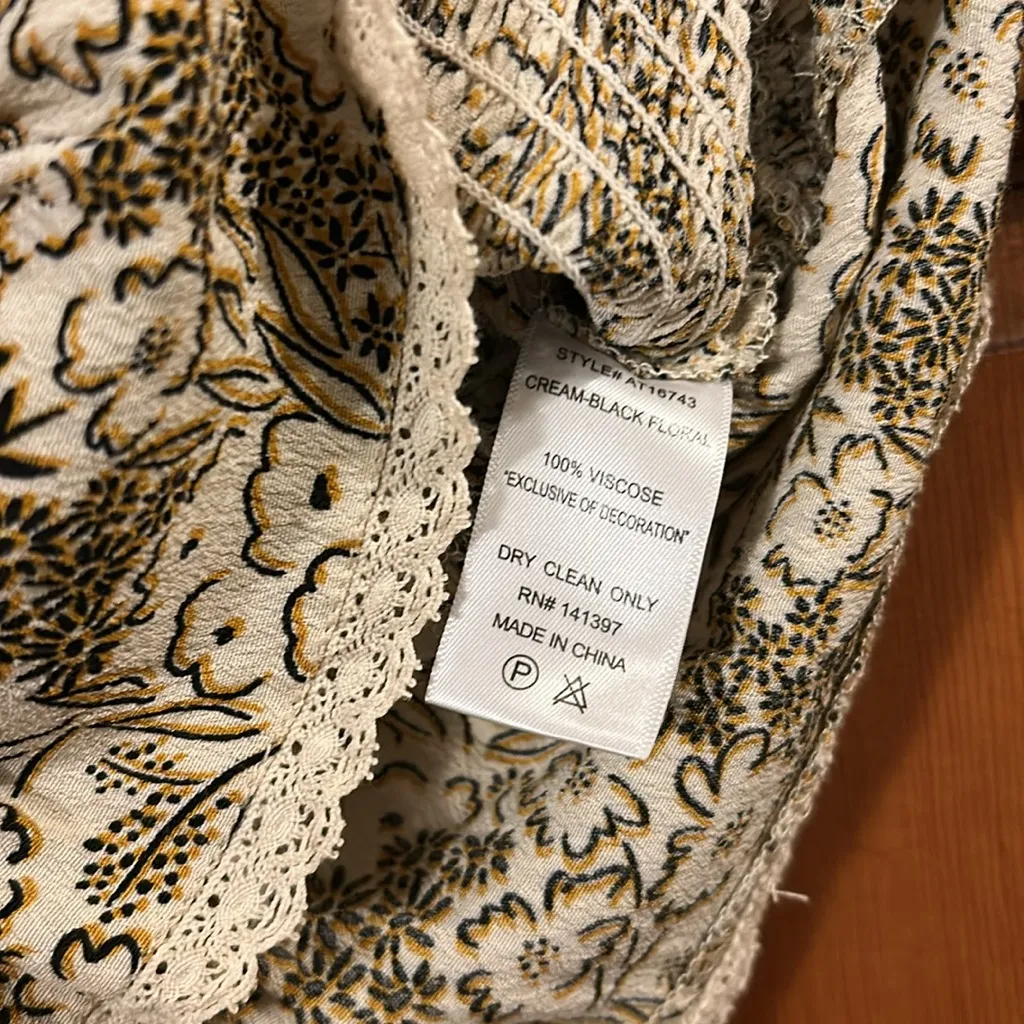 STYLE# AT16743
CREAM-BLACK FLORAL
100% VISCOSE
"EXCLUSIVE OF DECORATION"
DRY CLEAN ONLY
RN# 141397
MADE IN CHINA
P